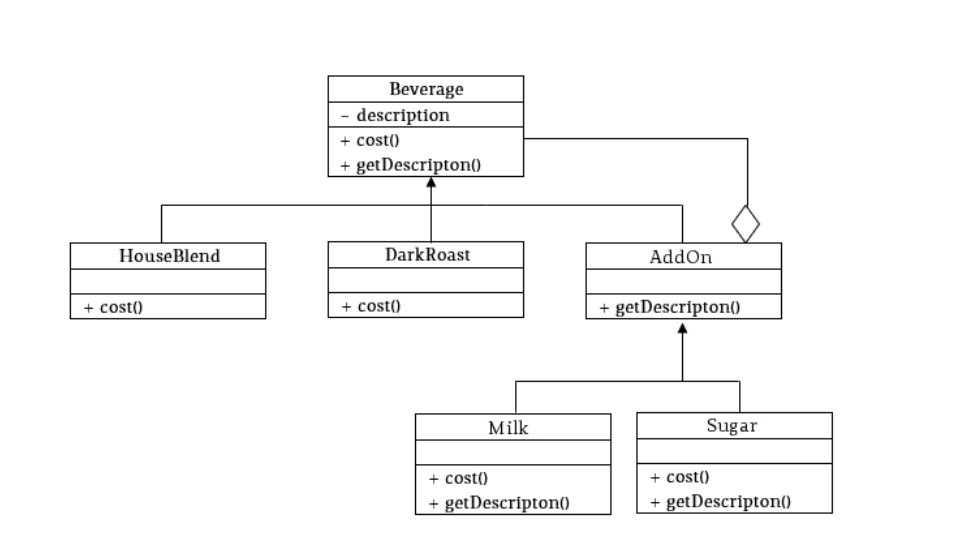 Beverage
- description
+ cost()
+ getDescripton()
HouseBlend
+ cost()
DarkRoast
+ cost()
AddOn
+ getDescripton()
Milk
+ cost()
+ getDescripton()
Sugar
+ cost()
+ getDescripton()